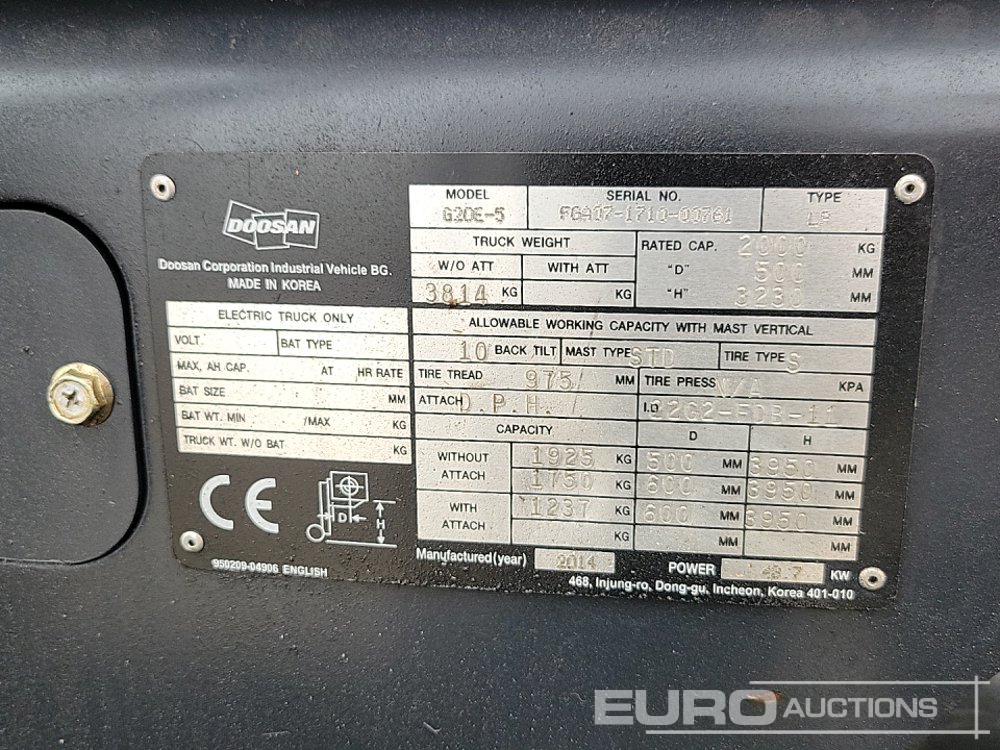 DOOSAN
Doosan Corporation Industrial Vehicle BG.
MADE IN KOREA
MODEL SERIAL NO. TYPE
G20E-5 FGA07-1710-00761 LP
TRUCK WEIGHT
W/O ATT WITH ATT
3814 KG KG
RATED CAP. 2000 KG
"D" 500 MM
"H" 3230 MM
ELECTRIC TRUCK ONLY
VOLT. BAT TYPE
MAX, AH CAP. AT /HR RATE
BAT SIZE MM
BAT WT. MIN /MAX KG
TRUCK WT. W/O BAT KG
ALLOWABLE WORKING CAPACITY WITH MAST VERTICAL
10 BACK TILT MAST TYPE STD TIRE TYPE S
TIRE TREAD 975/ MM TIRE PRESS N/A KPA
ATTACH D.P.H. / I.D
CAPACITY D H
WITHOUT ATTACH 1925 KG 500 MM 3950 MM
1750 KG 600 MM 3950 MM
WITH ATTACH 1237 KG 600 MM 3950 MM
KG MM MM
CE
D H
950209-04906 ENGLISH
Manufactured(year) 2014 POWER KW
468, Injung-ro, Dong-gu, Incheon, Korea 401-010
EURO AUCTIONS